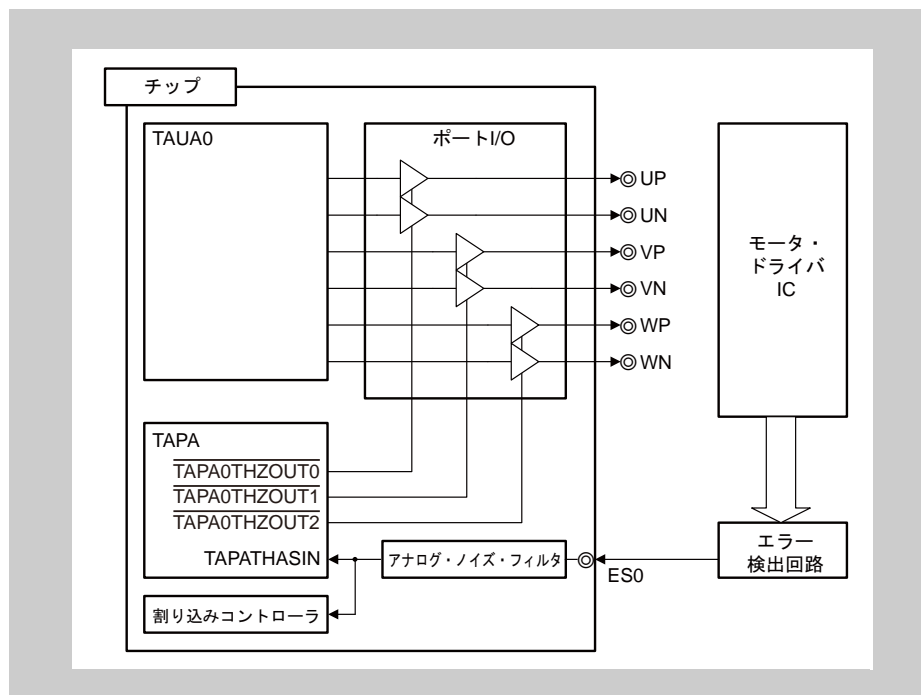 チップ
TAUA0
ポートI/O
UP
UN
VP
VN
WP
WN
モータ・
ドライバ
IC
TAPA
TAPA0THZOUT0
TAPA0THZOUT1
TAPA0THZOUT2
TAPATHASIN
アナログ・ノイズ・フィルタ
ES0
エラー
検出回路
割り込みコントローラ